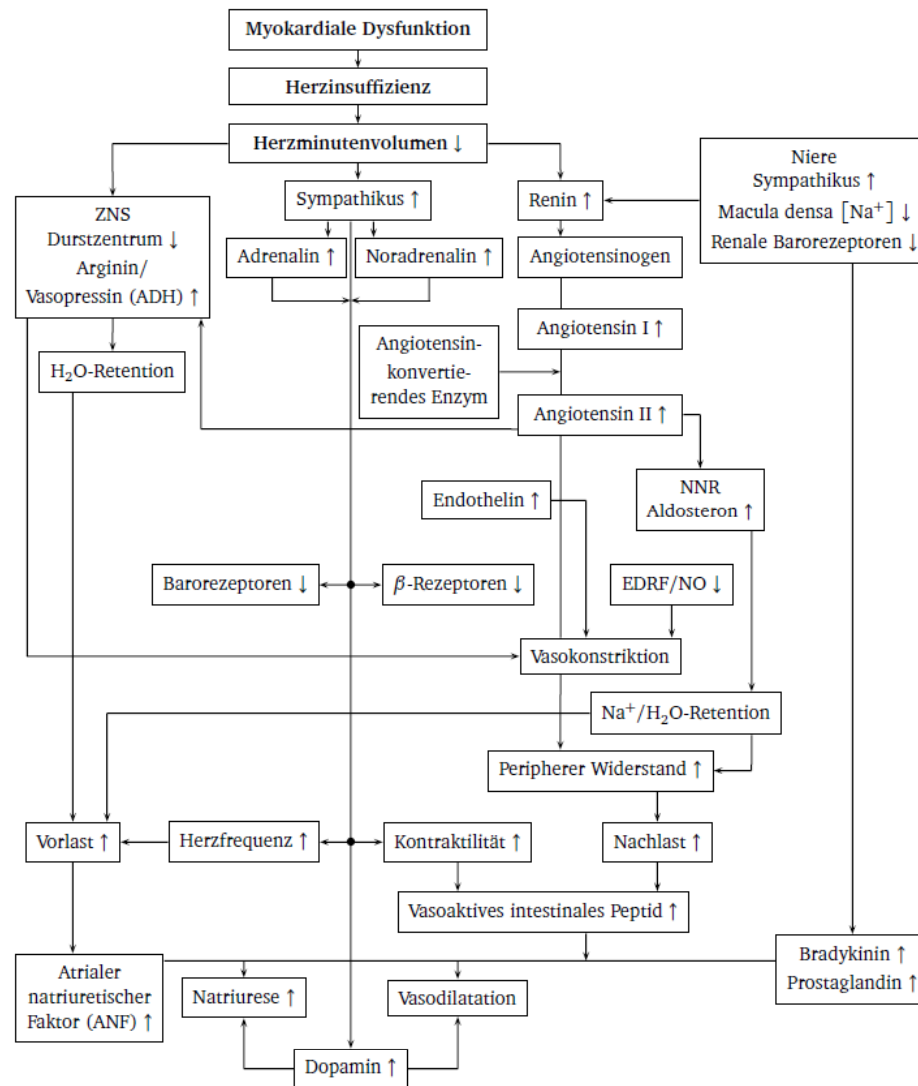 Myokardiale Dysfunktion
Herzinsuffizienz
Herzminutenvolumen ↓
Niere
Sympathikus ↑
Macula densa [Na⁺] ↓
Renale Barorezeptoren ↓
ZNS
Durstzentrum ↓
Arginin/
Vasopressin (ADH) ↑
Sympathikus ↑
Renin ↑
Adrenalin ↑
Noradrenalin ↑
Angiotensinogen
Angiotensin I ↑
H₂O-Retention
Angiotensin-
konvertie-
rendes Enzym
Angiotensin II ↑
Endothelin ↑
NNR
Aldosteron ↑
Barorezeptoren ↓
β-Rezeptoren ↓
EDRF/NO ↓
Vasokonstriktion
Na⁺/H₂O-Retention
Peripherer Widerstand ↑
Vorlast ↑
Herzfrequenz ↑
Kontraktilität ↑
Nachlast ↑
Vasoaktives intestinales Peptid ↑
Atrialer
natriuretischer
Faktor (ANF) ↑
Natriurese ↑
Vasodilatation
Bradykinin ↑
Prostaglandin ↑
Dopamin ↑